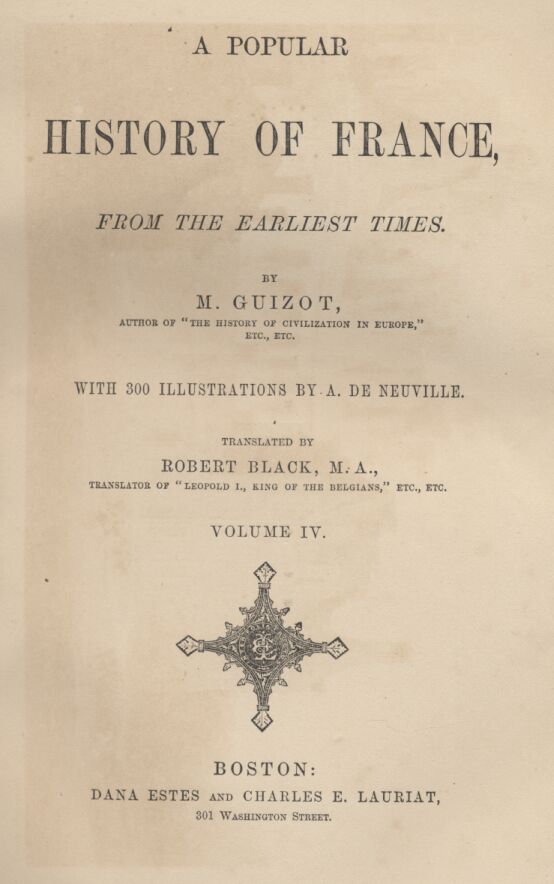 A POPULAR
HISTORY OF FRANCE,
FROM THE EARLIEST TIMES.
BY
M. GUIZOT,
AUTHOR OF "THE HISTORY OF CIVILIZATION IN EUROPE,"
ETC., ETC.
WITH 300 ILLUSTRATIONS BY A. DE NEUVILLE.
TRANSLATED BY
ROBERT BLACK, M.A.,
TRANSLATOR OF "LEOPOLD I., KING OF THE BELGIANS," ETC., ETC.
VOLUME IV.
BOSTON:
DANA ESTES AND CHARLES E. LAURIAT,
301 WASHINGTON STREET.